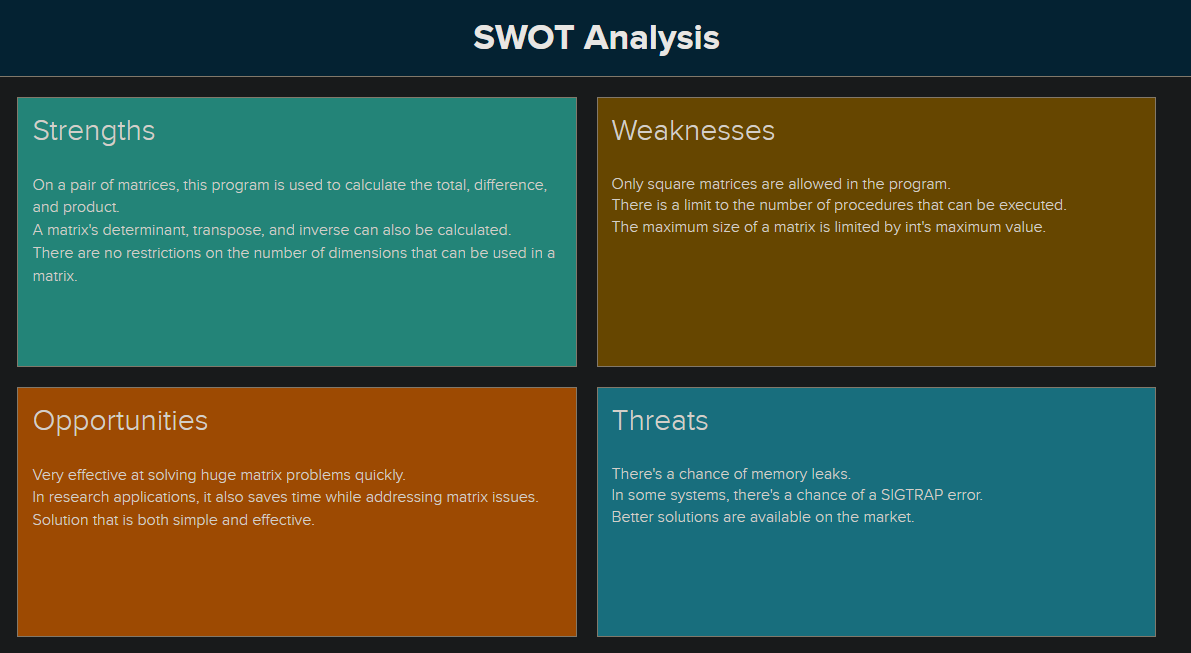 SWOT Analysis
Strengths
On a pair of matrices, this program is used to calculate the total, difference,
and product.
A matrix's determinant, transpose, and inverse can also be calculated.
There are no restrictions on the number of dimensions that can be used in a
matrix.
Weaknesses
Only square matrices are allowed in the program.
There is a limit to the number of procedures that can be executed.
The maximum size of a matrix is limited by int's maximum value.
Opportunities
Very effective at solving huge matrix problems quickly.
In research applications, it also saves time while addressing matrix issues.
Solution that is both simple and effective.
Threats
There's a chance of memory leaks.
In some systems, there's a chance of a SIGTRAP error.
Better solutions are available on the market.